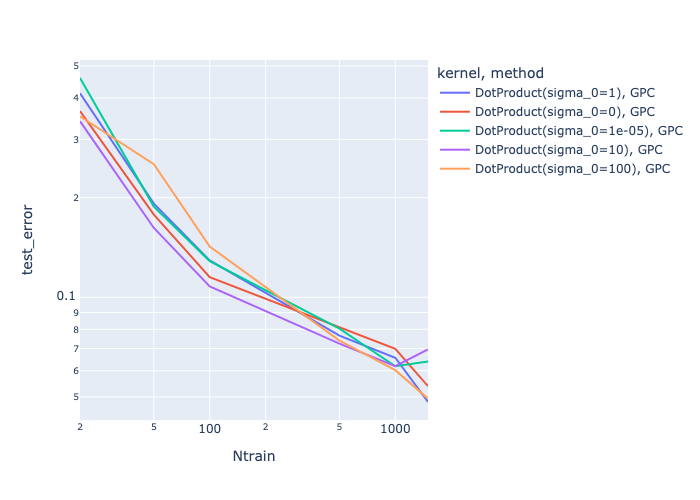 kernel, method
DotProduct(sigma_0=1), GPC
DotProduct(sigma_0=0), GPC
DotProduct(sigma_0=1e-05), GPC
DotProduct(sigma_0=10), GPC
DotProduct(sigma_0=100), GPC
test_error
5
4
3
2
0.1
9
8
7
6
5
2 5 100 2 5 1000
Ntrain